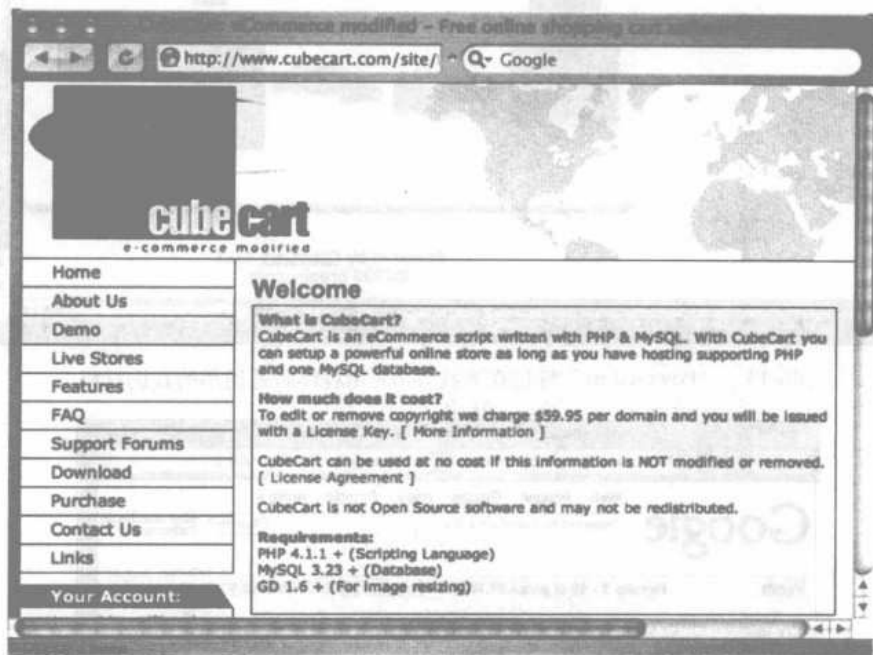 eCommerce modified – Free online shopping cart
http://www.cubecart.com/site/
Google
cubecart
e-commerce modified
Home
About Us
Demo
Live Stores
Features
FAQ
Support Forums
Download
Purchase
Contact Us
Links
Your Account:
Welcome
What is CubeCart?
CubeCart is an eCommerce script written with PHP & MySQL. With CubeCart you
can setup a powerful online store as long as you have hosting supporting PHP
and one MySQL database.
How much does it cost?
To edit or remove copyright we charge $59.95 per domain and you will be issued
with a License Key. [ More Information ]
CubeCart can be used at no cost if this information is NOT modified or removed.
[ License Agreement ]
CubeCart is not Open Source software and may not be redistributed.
Requirements:
PHP 4.1.1 + (Scripting Language)
MySQL 3.23 + (Database)
GD 1.6 + (For image resizing)